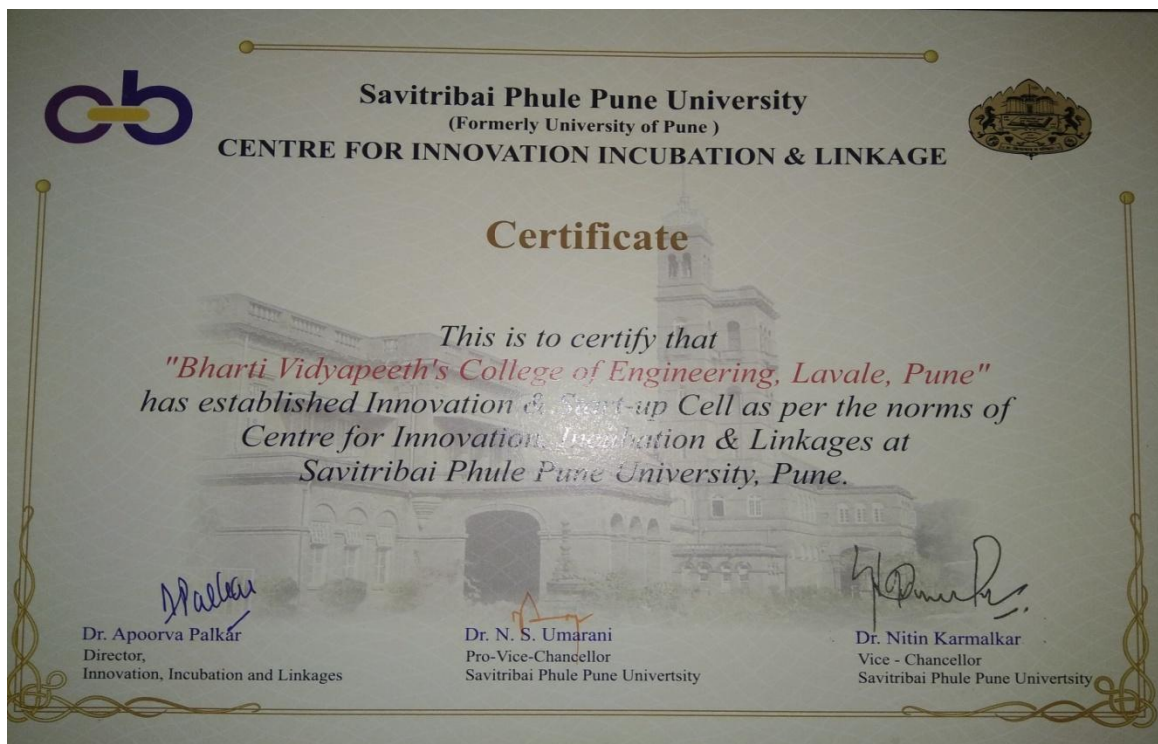 Savitribai Phule Pune University
(Formerly University of Pune )
CENTRE FOR INNOVATION INCUBATION & LINKAGE
Certificate
This is to certify that
"Bharti Vidyapeeth's College of Engineering, Lavale, Pune"
has established Innovation & Start-up Cell as per the norms of
Centre for Innovation, Incubation & Linkages at
Savitribai Phule Pune University, Pune.
Dr. Apoorva Palkar
Director,
Innovation, Incubation and Linkages
Dr. N. S. Umarani
Pro-Vice-Chancellor
Savitribai Phule Pune Univertsity
Dr. Nitin Karmalkar
Vice - Chancellor
Savitribai Phule Pune Univertsity